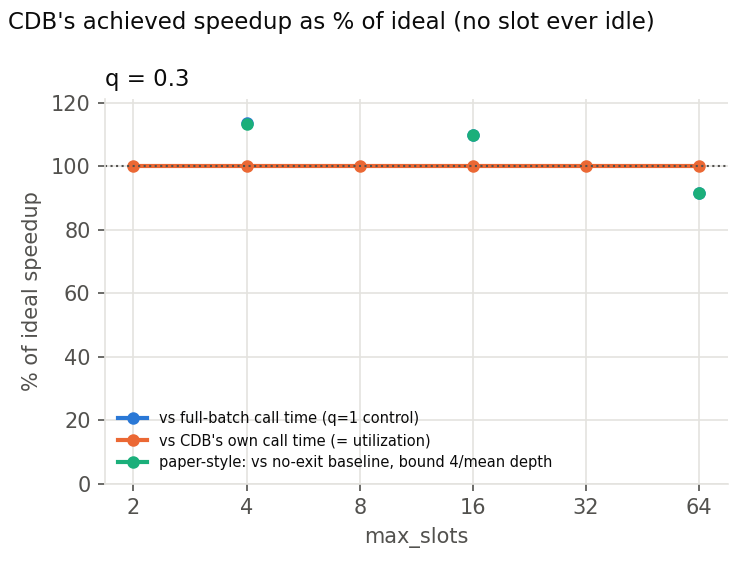 CDB's achieved speedup as % of ideal (no slot ever idle)
q = 0.3
120
100
80
60
40
20
0
% of ideal speedup
vs full-batch call time (q=1 control)
vs CDB's own call time (= utilization)
paper-style: vs no-exit baseline, bound 4/mean depth
2 4 8 16 32 64
max_slots